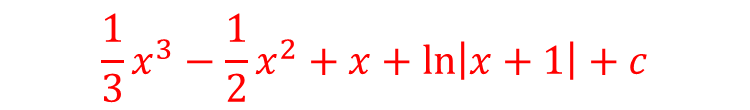 1/3 x³ − 1/2 x² + x + ln|x + 1| + c